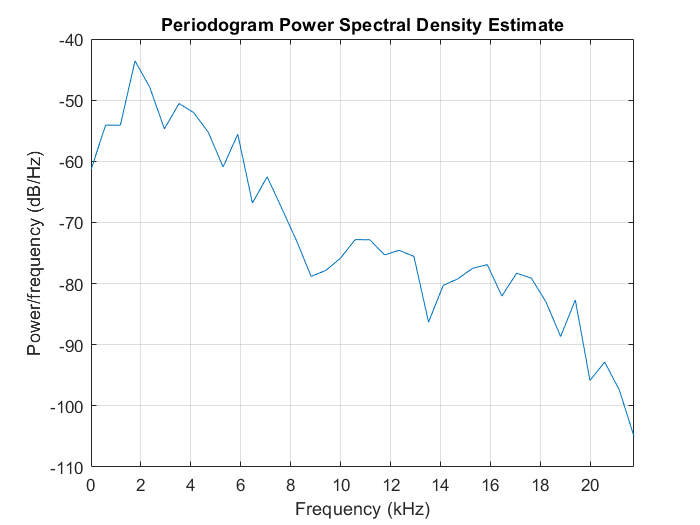 Periodogram Power Spectral Density Estimate
-40
-50
-60
-70
-80
-90
-100
-110
Power/frequency (dB/Hz)
0 2 4 6 8 10 12 14 16 18 20
Frequency (kHz)